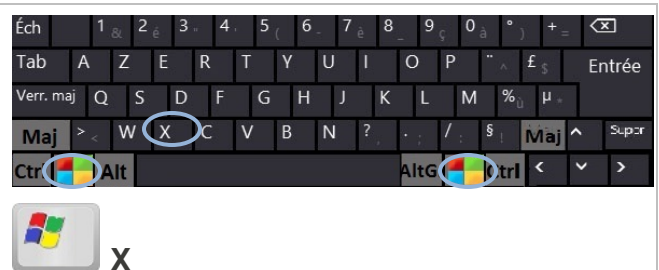 Éch 1 & 2 é 3 " 4 ' 5 ( 6 - 7 è 8 _ 9 ç 0 à ° ) + =
Tab A Z E R T Y U I O P ¨ ^ £ $ Entrée
Verr. maj Q S D F G H J K L M % ù µ *
Maj > < W X C V B N ? , . ; / : § ! Maj ^ Suppr
Ctrl Alt AltG Ctrl < ˅ >
X